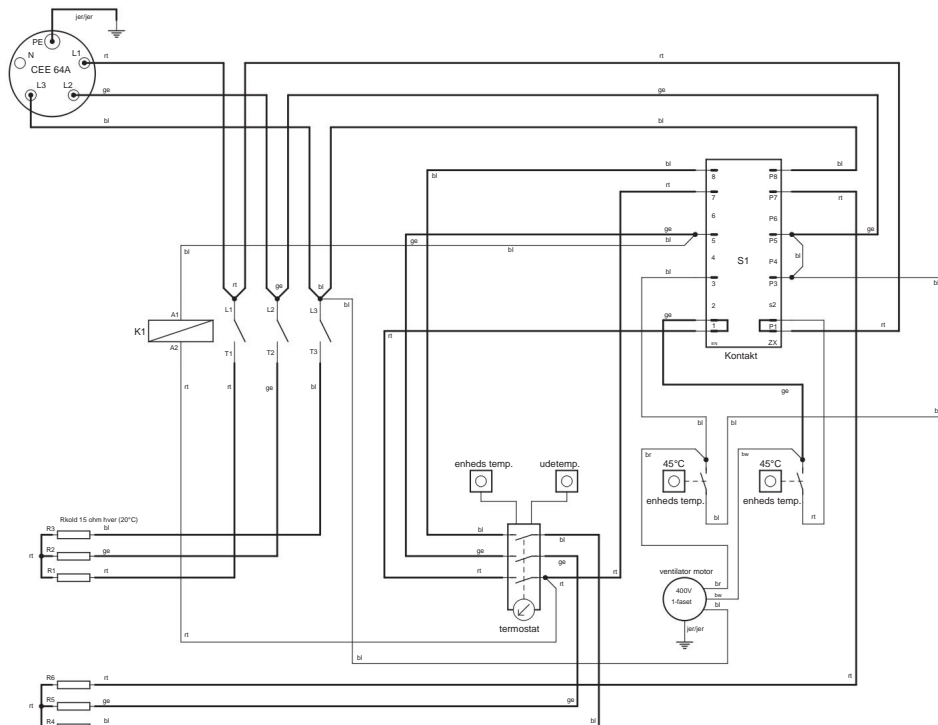 jer/jer
PE
N
L1
CEE 64A
L3
L2
rt
ge
bl
rt
ge
bl
bl
bl
8
P8
bl
rt
7
P7
rt
6
P6
ge
bl
5
P5
bl
bl
4
S1
P4
bl
bl
3
P3
2
s2
ge
1
P1
rt
rt
EN
ZX
Kontakt
rt
ge
bl
bl
A1
L1
L2
L3
K1
A2
T1
T2
T3
rt
rt
ge
bl
ge
bl
bl
br
bw
enheds temp.
udetemp.
45°C
45°C
enheds temp.
enheds temp.
bl
rt
Rkold 15 ohm hver (20°C)
R3
bl
R2
ge
rt
R1
rt
bl
bl
ge
ge
rt
rt
rt
termostat
ventilator motor
400V
1-faset
br
bw
bl
jer/jer
rt
bl
R6
rt
rt
R5
ge
ge
rt
R4
bl
bl